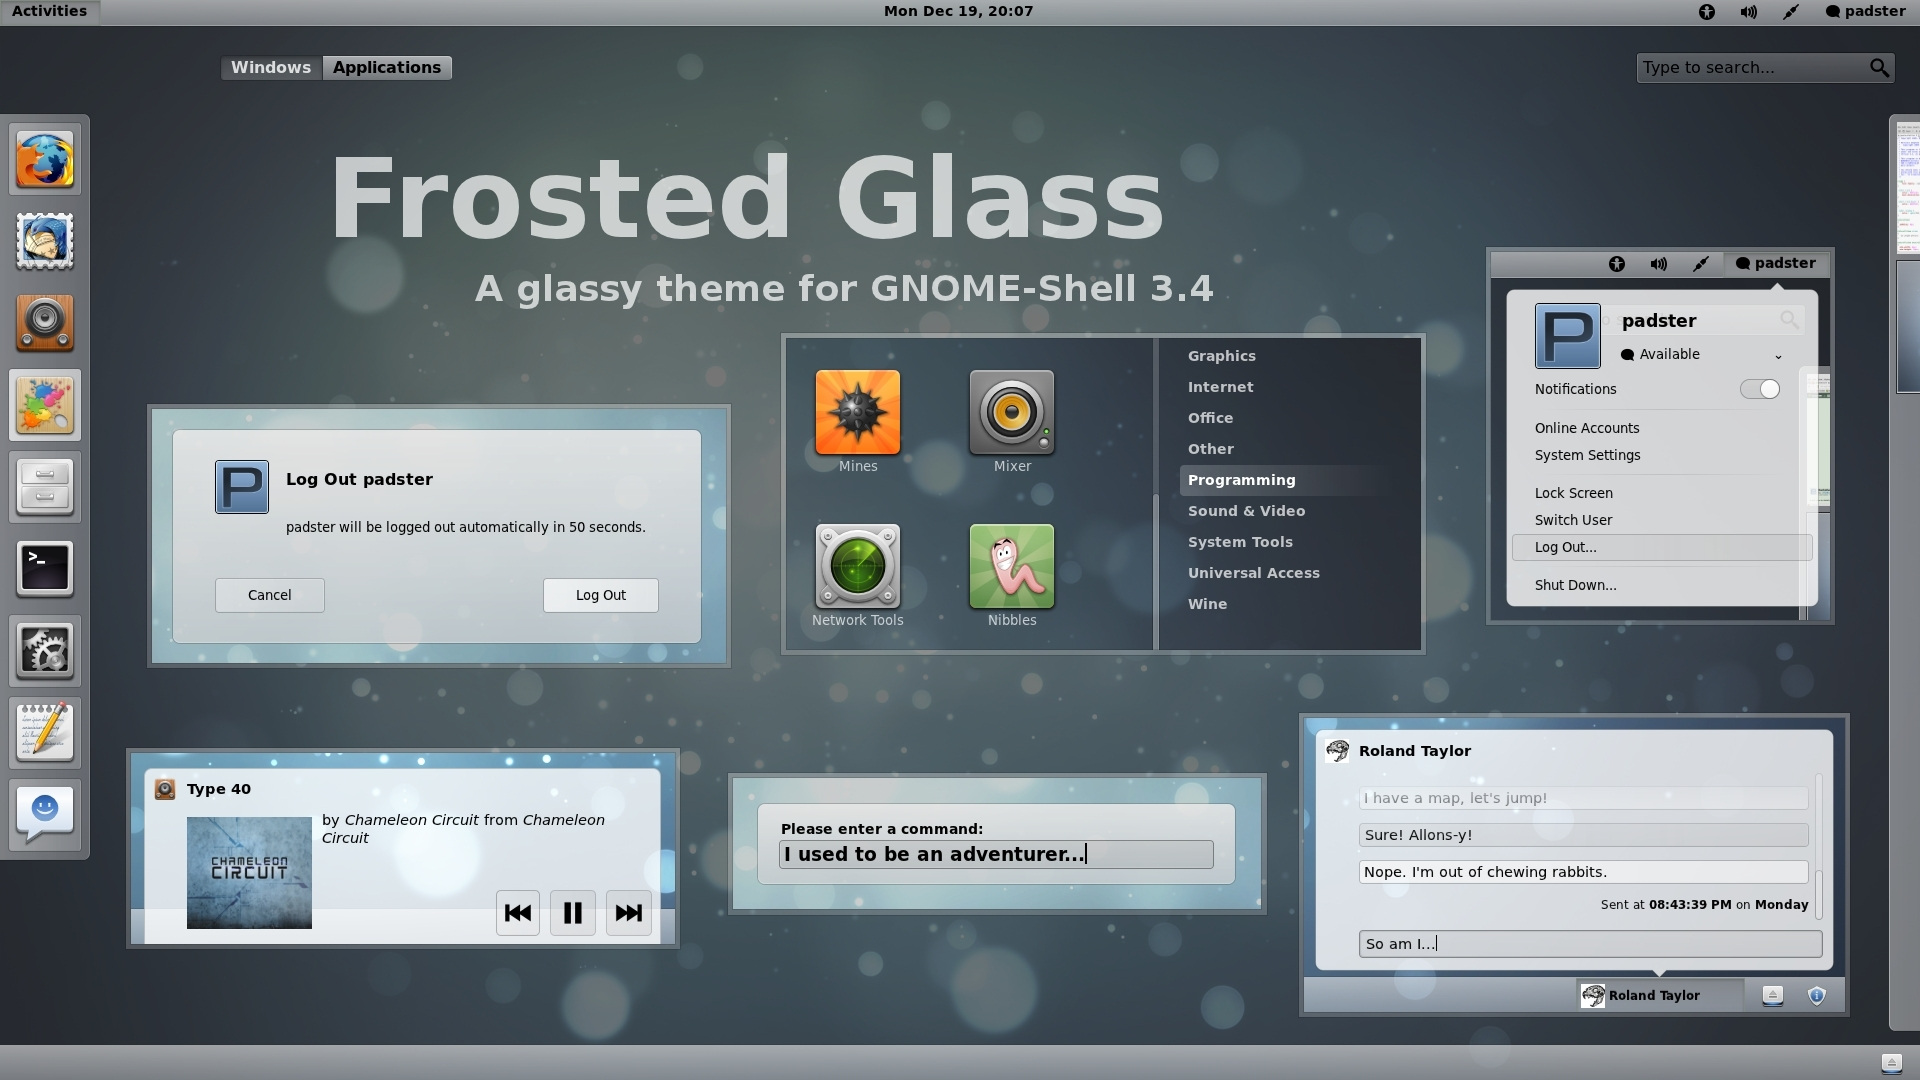 Activities
Mon Dec 19, 20:07
padster
Windows
Applications
Type to search...
Frosted Glass
A glassy theme for GNOME-Shell 3.4
padster
P
padster
Available
Notifications
Online Accounts
System Settings
Lock Screen
Switch User
Log Out...
Shut Down...
Mines
Mixer
Network Tools
Nibbles
Graphics
Internet
Office
Other
Programming
Sound & Video
System Tools
Universal Access
Wine
P
Log Out padster
padster will be logged out automatically in 50 seconds.
Cancel
Log Out
>_
Type 40
by Chameleon Circuit from Chameleon
Circuit
CHAMELEON
CIRCUIT
Please enter a command:
I used to be an adventurer...
Roland Taylor
I have a map, let's jump!
Sure! Allons-y!
Nope. I'm out of chewing rabbits.
Sent at 08:43:39 PM on Monday
So am I...
Roland Taylor